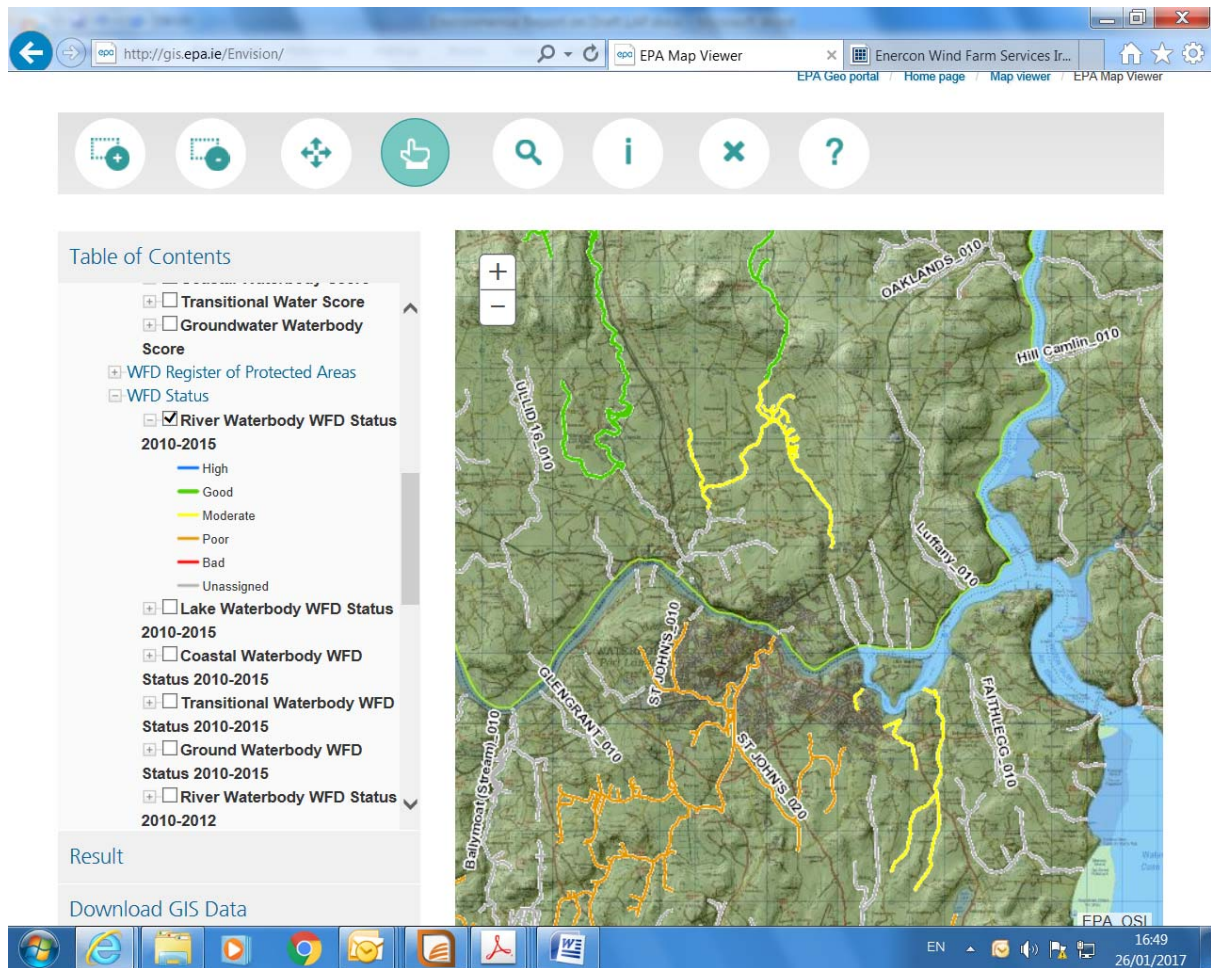 http://gis.epa.ie/Envision/
epa EPA Map Viewer
Enercon Wind Farm Services Ir...
EPA Geo portal / Home page / Map viewer / EPA Map Viewer
Table of Contents
Transitional Water Score
Groundwater Waterbody
Score
WFD Register of Protected Areas
WFD Status
River Waterbody WFD Status
2010-2015
High
Good
Moderate
Poor
Bad
Unassigned
Lake Waterbody WFD Status
2010-2015
Coastal Waterbody WFD
Status 2010-2015
Transitional Waterbody WFD
Status 2010-2015
Ground Waterbody WFD
Status 2010-2015
River Waterbody WFD Status
2010-2012
Result
Download GIS Data
+
−
OAKLANDS_010
Hill Camlin_010
ULLID 16_010
Luffany_010
ST JOHN'S_010
GLENGRANT_010
FAITHLEGG_010
ST JOHN'S_020
Ballymoat (Stream)_010
EPA OSI
EN
16:49
26/01/2017